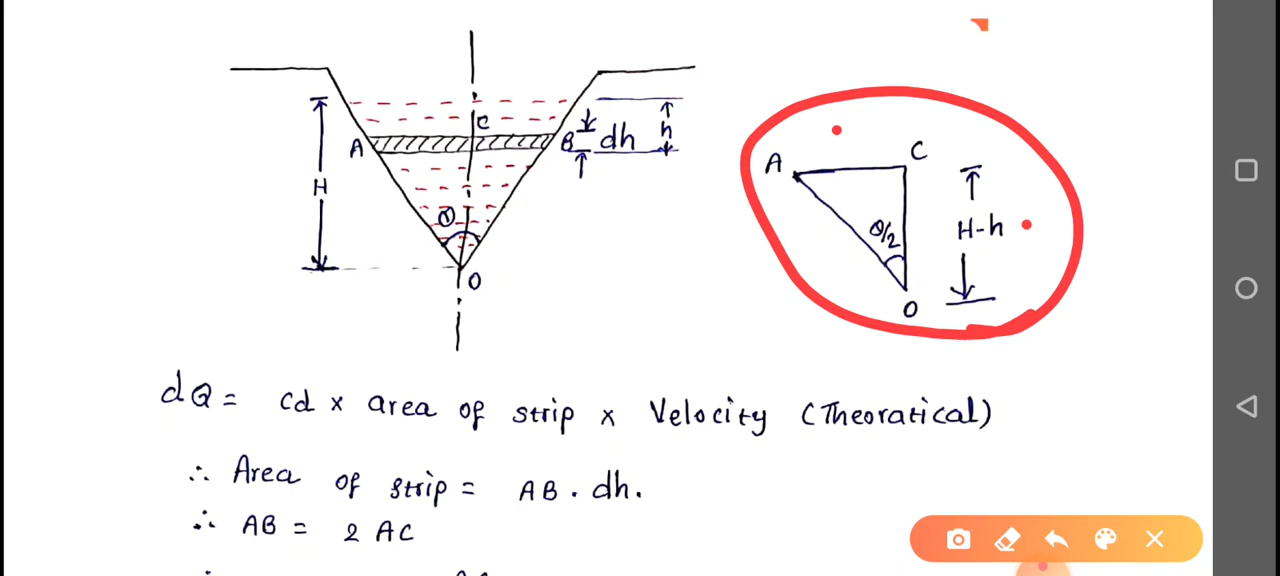 C
A
B
dh
h
H
θ
O
A
C
θ/2
H-h
O
dQ = cd x area of strip x Velocity (Theoratical)
∴ Area of strip = AB . dh.
∴ AB = 2 AC